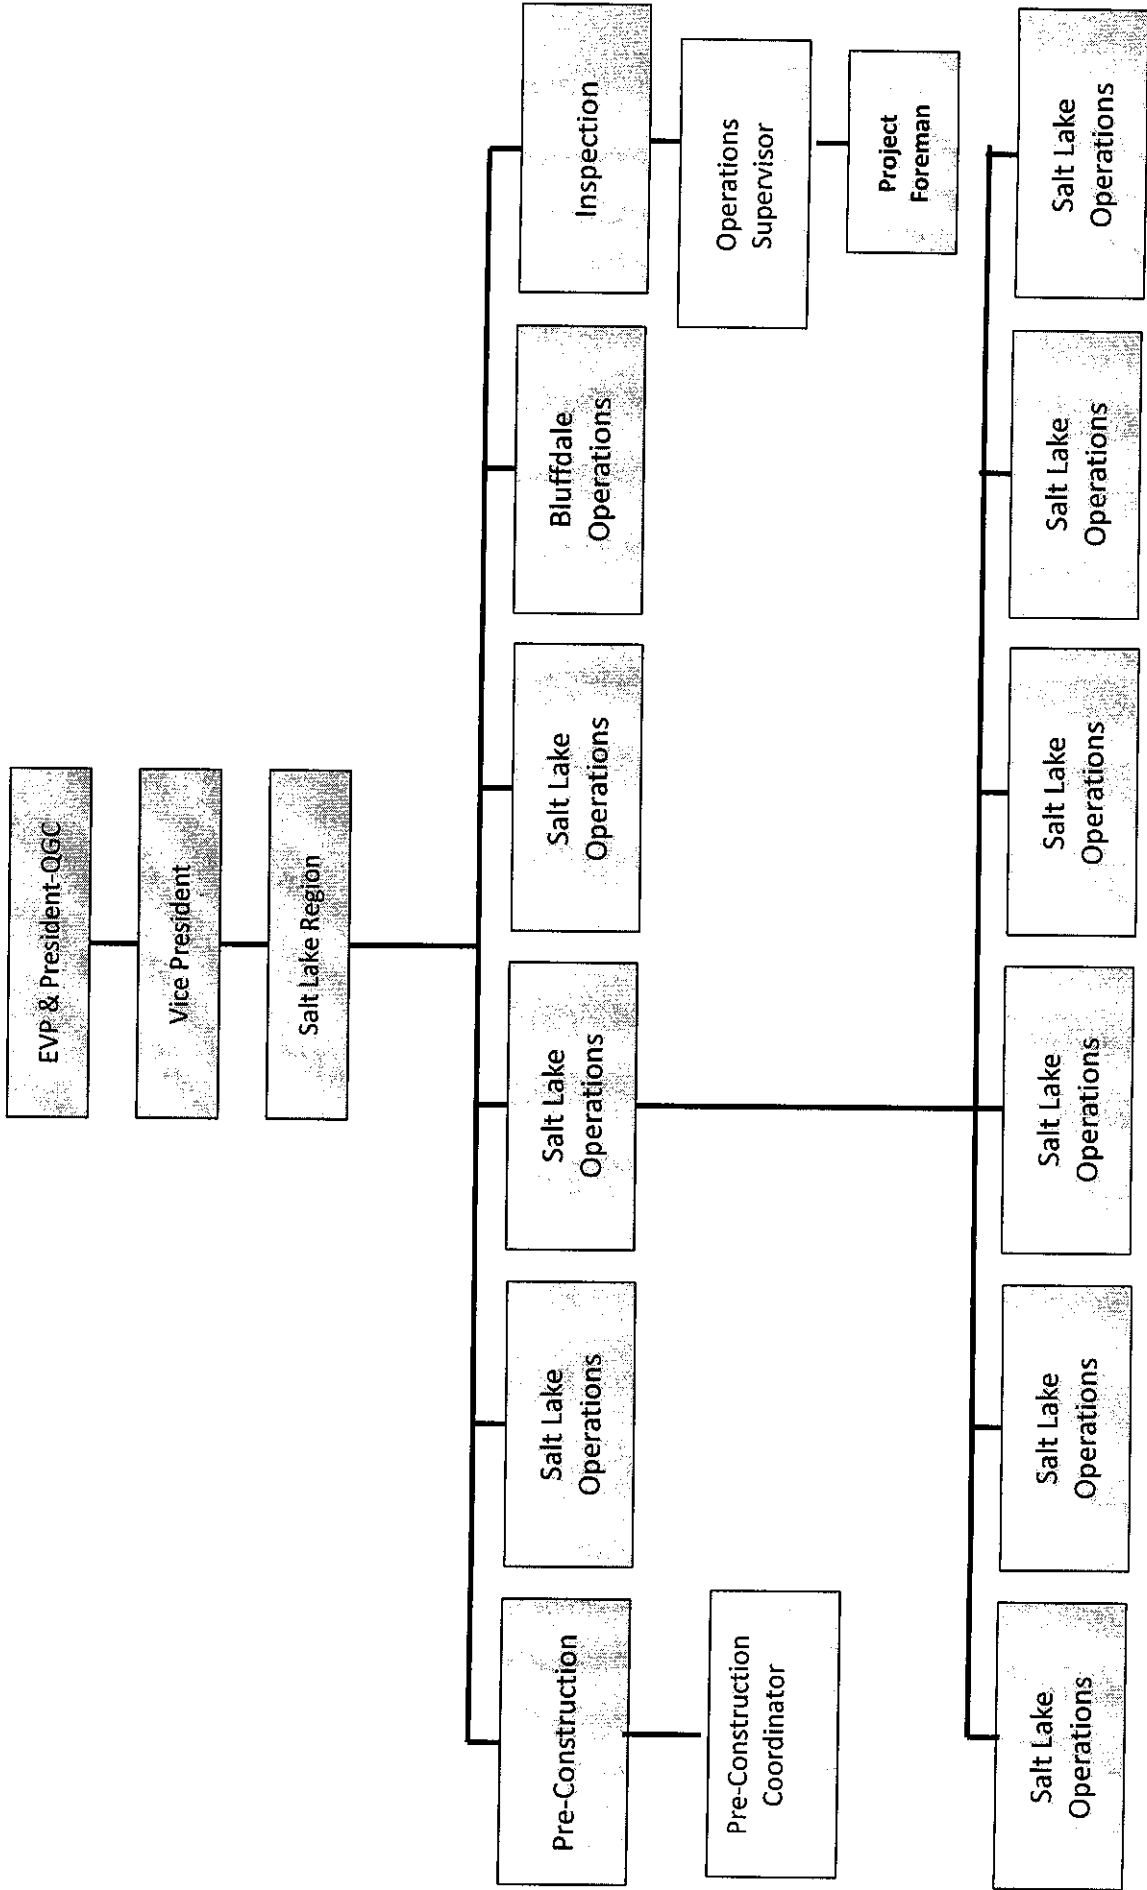 EVP & President-QGC
Vice President
Salt Lake Region
Pre-Construction
Salt Lake
Operations
Salt Lake
Operations
Salt Lake
Operations
Bluffdale
Operations
Inspection
Pre-Construction
Coordinator
Operations
Supervisor
Project
Foreman
Salt Lake
Operations
Salt Lake
Operations
Salt Lake
Operations
Salt Lake
Operations
Salt Lake
Operations
Salt Lake
Operations